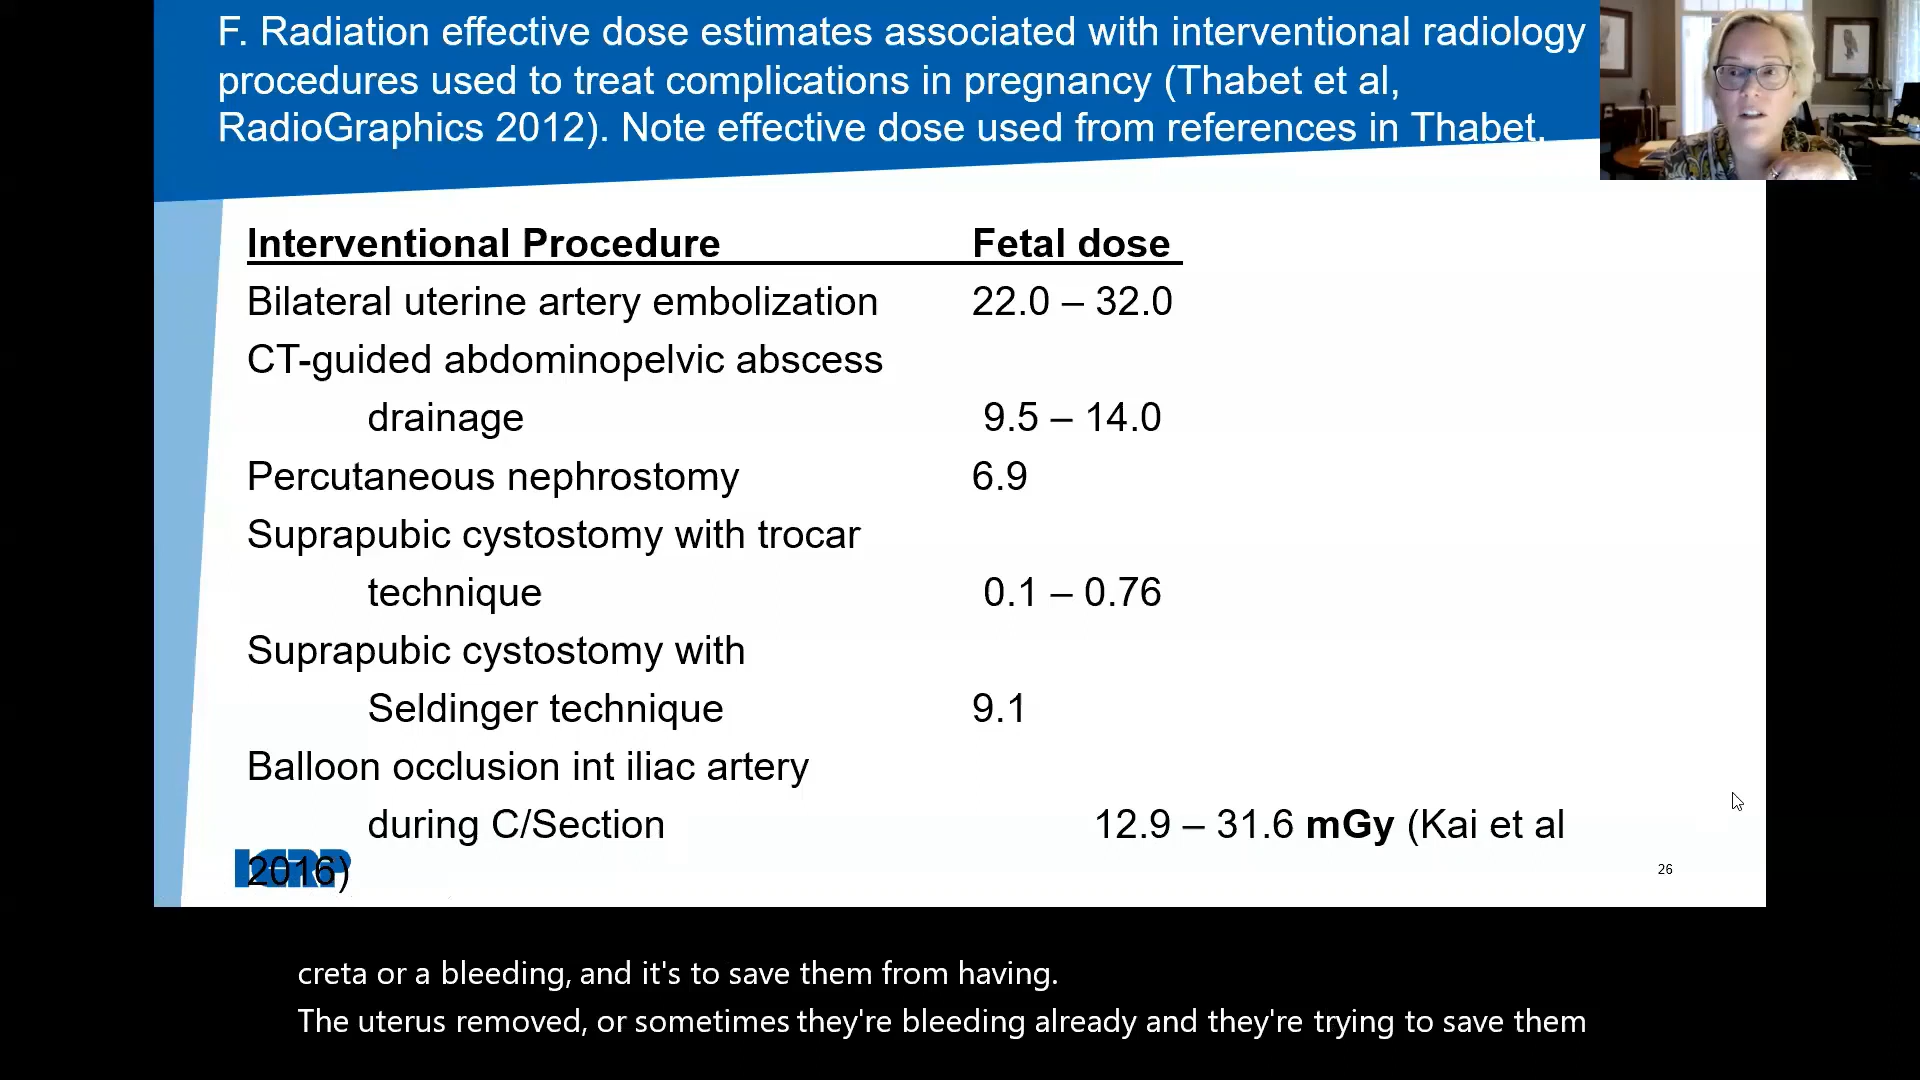 F. Radiation effective dose estimates associated with interventional radiology
procedures used to treat complications in pregnancy (Thabet et al,
RadioGraphics 2012). Note effective dose used from references in Thabet.
Interventional Procedure Fetal dose
Bilateral uterine artery embolization 22.0 – 32.0
CT-guided abdominopelvic abscess
drainage 9.5 – 14.0
Percutaneous nephrostomy 6.9
Suprapubic cystostomy with trocar
technique 0.1 – 0.76
Suprapubic cystostomy with
Seldinger technique 9.1
Balloon occlusion int iliac artery
during C/Section 12.9 – 31.6 mGy (Kai et al
2016)
26
creta or a bleeding, and it's to save them from having.
The uterus removed, or sometimes they're bleeding already and they're trying to save them